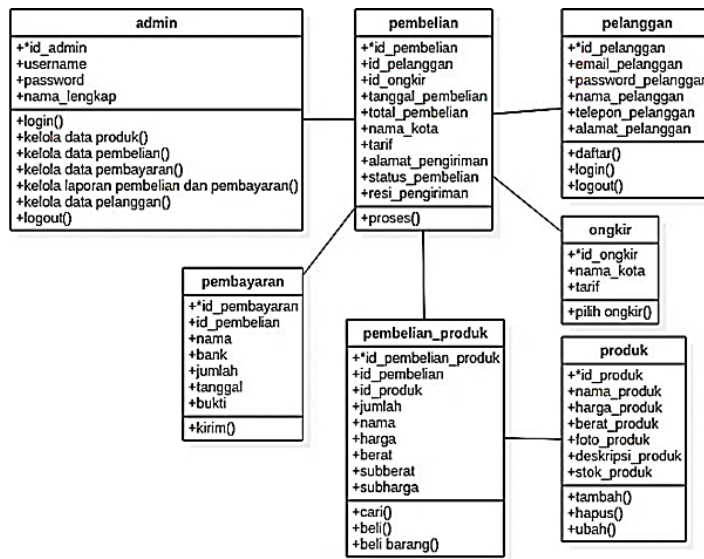 admin
+*id_admin
+username
+password
+nama_lengkap
+login()
+kelola data produk()
+kelola data pembelian()
+kelola data pembayaran()
+kelola laporan pembelian dan pembayaran()
+kelola data pelanggan()
+logout()
pembelian
+*id_pembelian
+id_pelanggan
+id_ongkir
+tanggal_pembelian
+total_pembelian
+nama_kota
+tarif
+alamat_pengiriman
+status_pembelian
+resi_pengiriman
+proses()
pelanggan
+*id_pelanggan
+email_pelanggan
+password_pelanggan
+nama_pelanggan
+telepon_pelanggan
+alamat_pelanggan
+daftar()
+login()
+logout()
ongkir
+*id_ongkir
+nama_kota
+tarif
+pilih ongkir()
pembayaran
+*id_pembayaran
+id_pembelian
+nama
+bank
+jumlah
+tanggal
+bukti
+kirim()
pembelian_produk
+*id_pembelian_produk
+id_pembelian
+id_produk
+jumlah
+nama
+harga
+berat
+subberat
+subharga
+cari()
+beli()
+beli barang()
produk
+*id_produk
+nama_produk
+harga_produk
+berat_produk
+foto_produk
+deskripsi_produk
+stok_produk
+tambah()
+hapus()
+ubah()